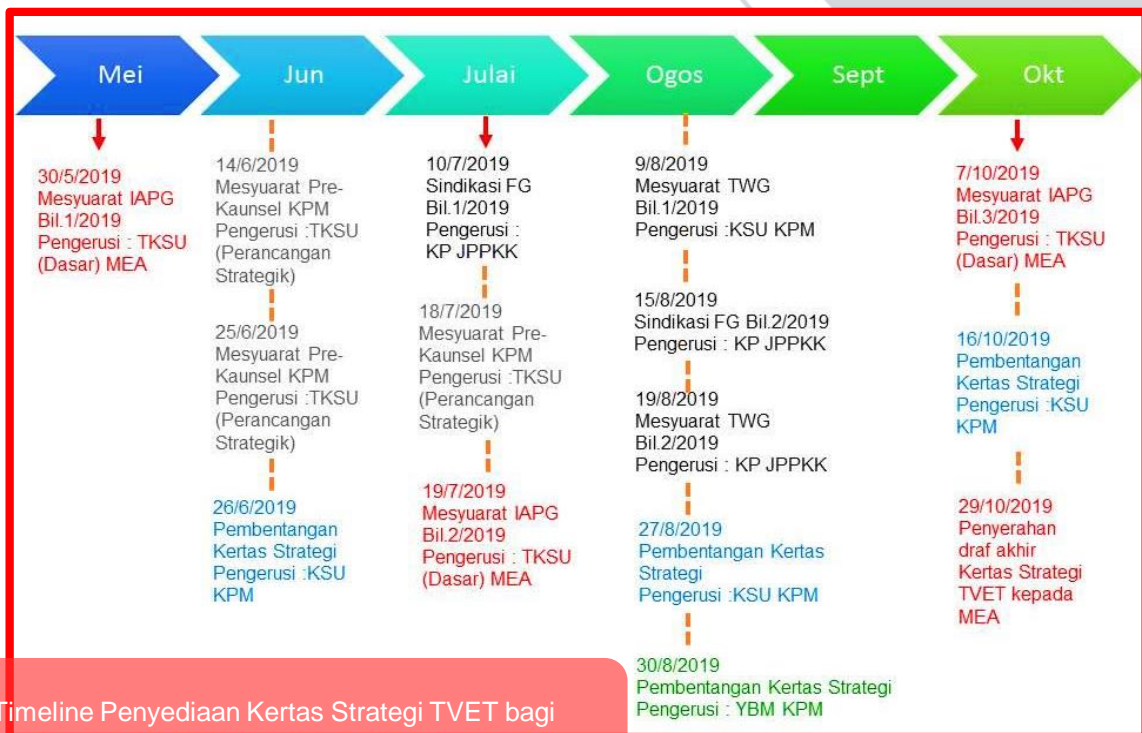 Mei
Jun
Julai
Ogos
Sept
Okt
30/5/2019
Mesyuarat IAPG
Bil.1/2019
Pengerusi : TKSU
(Dasar) MEA
14/6/2019
Mesyuarat Pre-
Kaunsel KPM
Pengerusi :TKSU
(Perancangan
Strategik)
25/6/2019
Mesyuarat Pre-
Kaunsel KPM
Pengerusi :TKSU
(Perancangan
Strategik)
26/6/2019
Pembentangan
Kertas Strategi
Pengerusi :KSU
KPM
10/7/2019
Sindikasi FG
Bil.1/2019
Pengerusi :
KP JPPKK
18/7/2019
Mesyuarat Pre-
Kaunsel KPM
Pengerusi :TKSU
(Perancangan
Strategik)
19/7/2019
Mesyuarat IAPG
Bil.2/2019
Pengerusi : TKSU
(Dasar) MEA
9/8/2019
Mesyuarat TWG
Bil.1/2019
Pengerusi :KSU KPM
15/8/2019
Sindikasi FG Bil.2/2019
Pengerusi : KP JPPKK
19/8/2019
Mesyuarat TWG
Bil.2/2019
Pengerusi : KP JPPKK
27/8/2019
Pembentangan Kertas
Strategi
Pengerusi :KSU KPM
30/8/2019
Pembentangan Kertas Strategi
Pengerusi : YBM KPM
7/10/2019
Mesyuarat IAPG
Bil.3/2019
Pengerusi : TKSU
(Dasar) MEA
16/10/2019
Pembentangan
Kertas Strategi
Pengerusi :KSU
KPM
29/10/2019
Penyerahan
draf akhir
Kertas Strategi
TVET kepada
MEA
Timeline Penyediaan Kertas Strategi TVET bagi